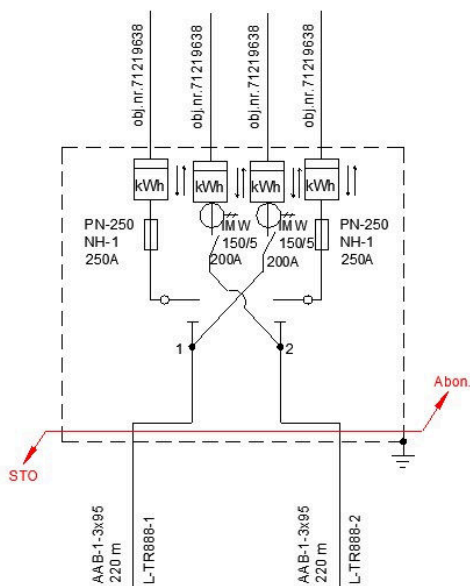 obj.nr.71219638
obj.nr.71219638
obj.nr.71219638
obj.nr.71219638
kWh
kWh
kWh
kWh
PN-250
NH-1
250A
IMW
150/5
200A
IMW
150/5
200A
PN-250
NH-1
250A
1
2
Abon.
STO
AAB-1-3x95
220 m
L-TR888-1
AAB-1-3x95
220 m
L-TR888-2